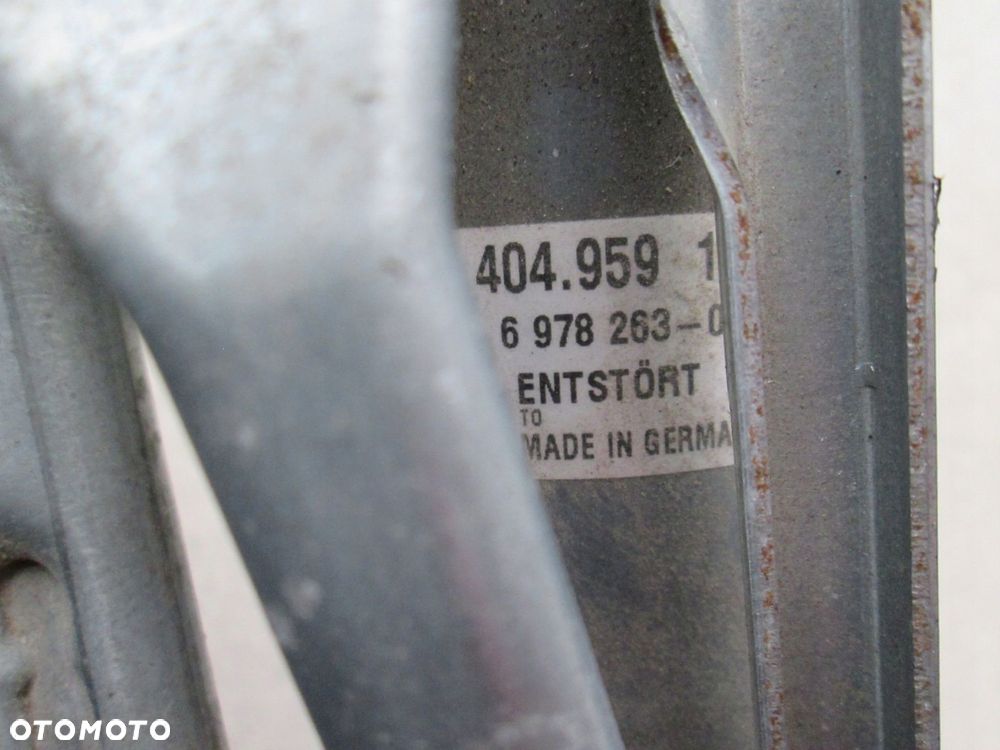 404.959 1
6 978 263-0
ENTSTÖRT
TO
MADE IN GERMA
OTOMOTO